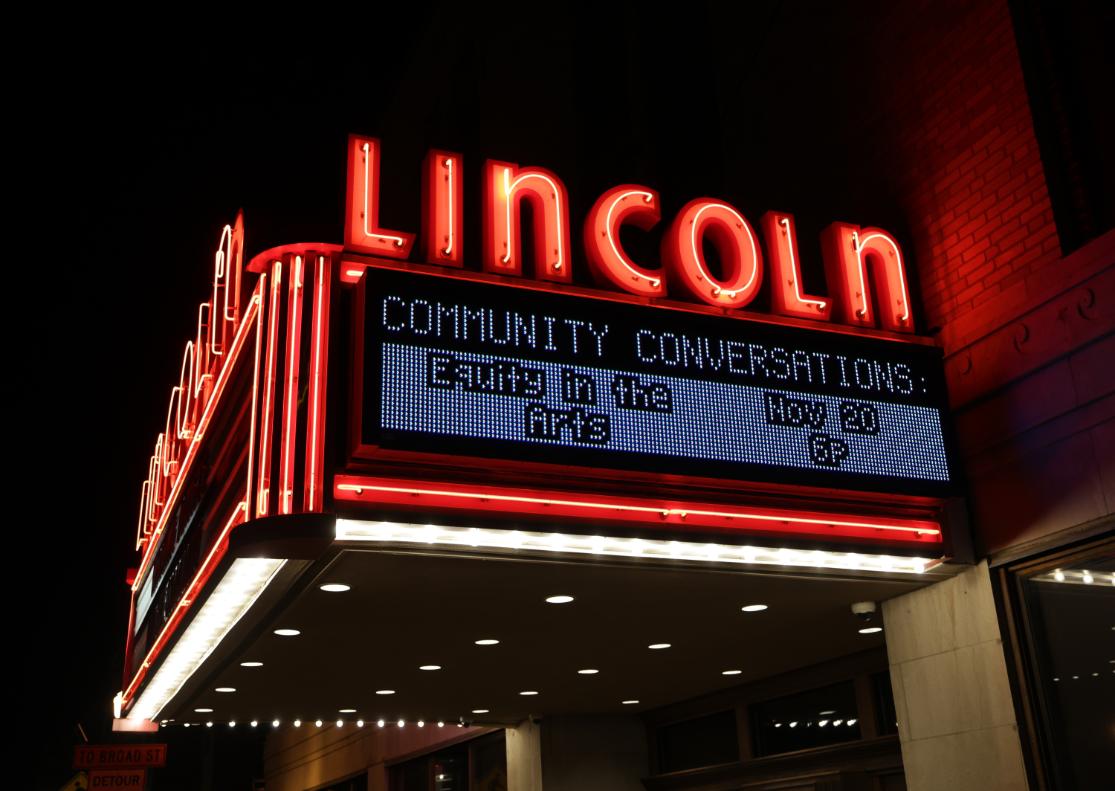 LINCOLN
COMMUNITY CONVERSATIONS:
Equity in the
Arts
Nov 20
6p
TO BROAD ST
DETOUR